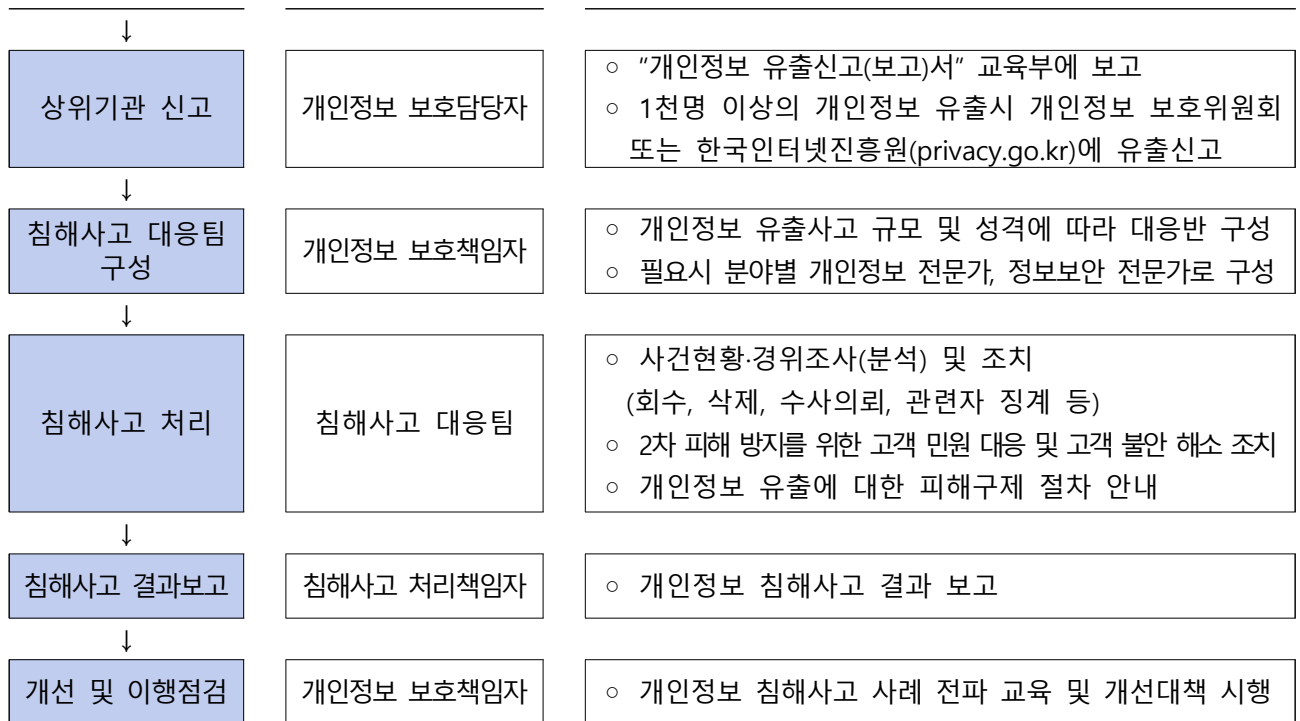 ↓
상위기관 신고
개인정보 보호담당자
○ "개인정보 유출신고(보고)서" 교육부에 보고
○ 1천명 이상의 개인정보 유출시 개인정보 보호위원회
또는 한국인터넷진흥원(privacy.go.kr)에 유출신고
↓
침해사고 대응팀
구성
개인정보 보호책임자
○ 개인정보 유출사고 규모 및 성격에 따라 대응반 구성
○ 필요시 분야별 개인정보 전문가, 정보보안 전문가로 구성
↓
침해사고 처리
침해사고 대응팀
○ 사건현황·경위조사(분석) 및 조치
(회수, 삭제, 수사의뢰, 관련자 징계 등)
○ 2차 피해 방지를 위한 고객 민원 대응 및 고객 불안 해소 조치
○ 개인정보 유출에 대한 피해구제 절차 안내
↓
침해사고 결과보고
침해사고 처리책임자
○ 개인정보 침해사고 결과 보고
↓
개선 및 이행점검
개인정보 보호책임자
○ 개인정보 침해사고 사례 전파 교육 및 개선대책 시행